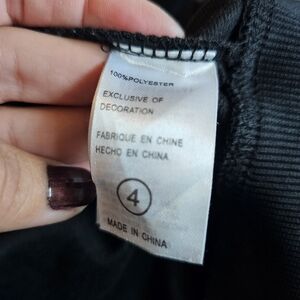 100%POLYESTER
EXCLUSIVE OF
DECORATION
FABRIQUE EN CHINE
HECHO EN CHINA
4
MADE IN CHINA